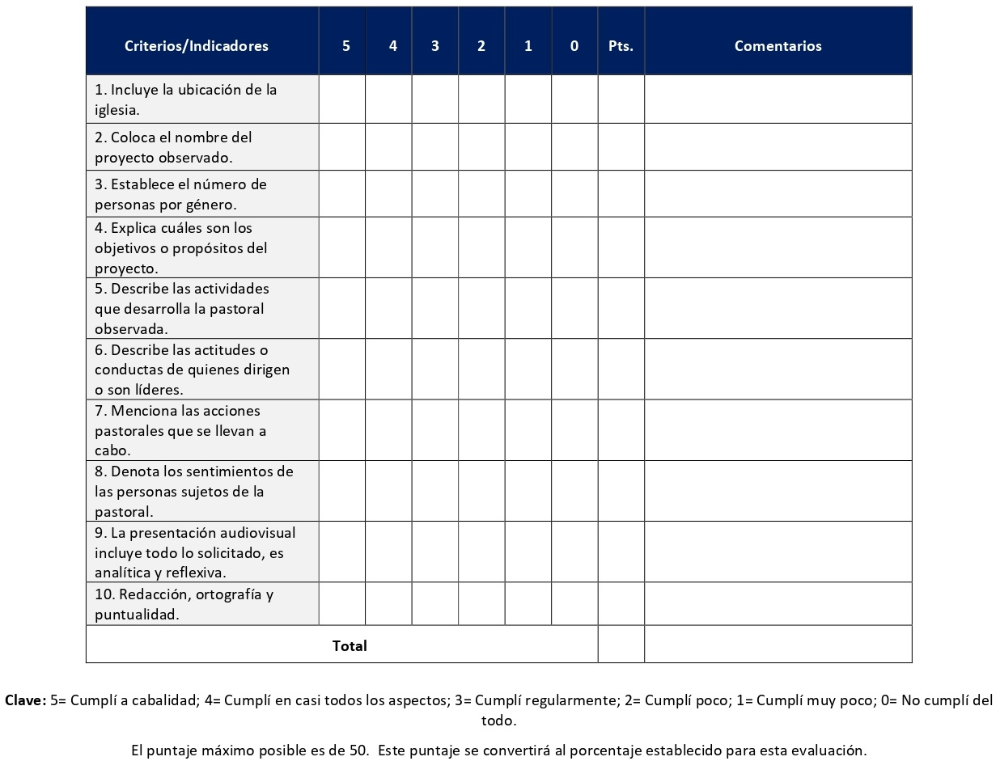 Criterios/Indicadores 5 4 3 2 1 0 Pts. Comentarios
1. Incluye la ubicación de la
iglesia.
2. Coloca el nombre del
proyecto observado.
3. Establece el número de
personas por género.
4. Explica cuáles son los
objetivos o propósitos del
proyecto.
5. Describe las actividades
que desarrolla la pastoral
observada.
6. Describe las actitudes o
conductas de quienes dirigen
o son líderes.
7. Menciona las acciones
pastorales que se llevan a
cabo.
8. Denota los sentimientos de
las personas sujetos de la
pastoral.
9. La presentación audiovisual
incluye todo lo solicitado, es
analítica y reflexiva.
10. Redacción, ortografía y
puntualidad.
Total
Clave: 5= Cumplí a cabalidad; 4= Cumplí en casi todos los aspectos; 3= Cumplí regularmente; 2= Cumplí poco; 1= Cumplí muy poco; 0= No cumplí del
todo.
El puntaje máximo posible es de 50.  Este puntaje se convertirá al porcentaje establecido para esta evaluación.